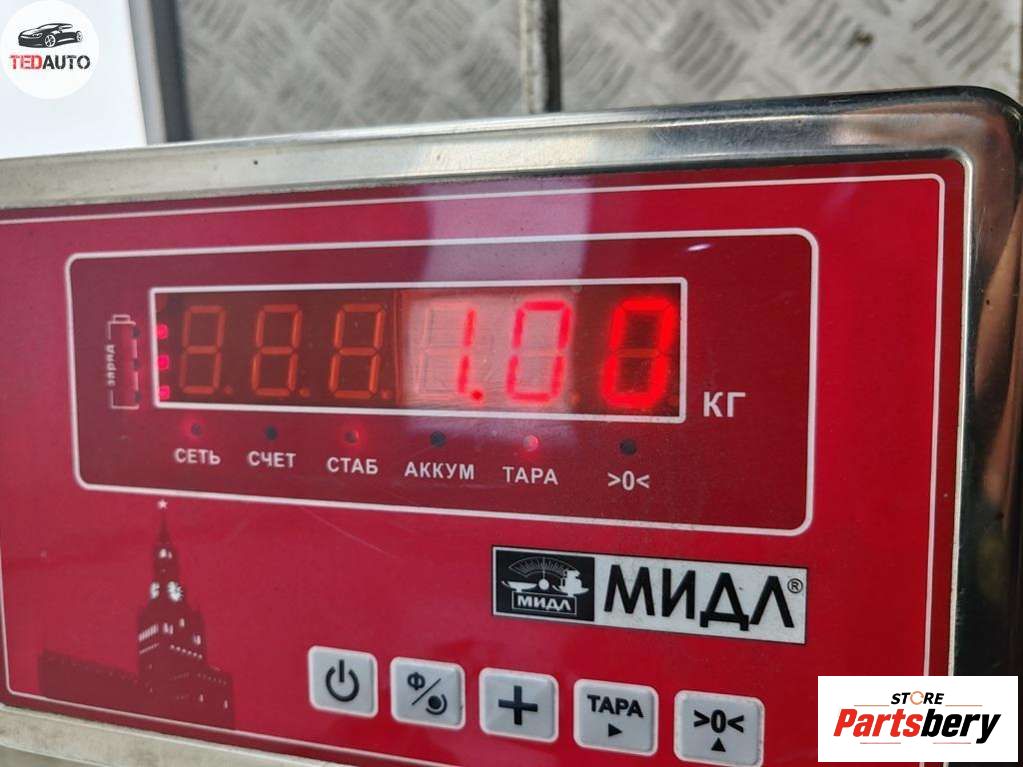 TEDAUTO
заряд
1.00
КГ
СЕТЬ СЧЕТ СТАБ АККУМ ТАРА >0<
МИДЛ МИДЛ®
Ф
ТАРА
>0<
STORE
Partsbery